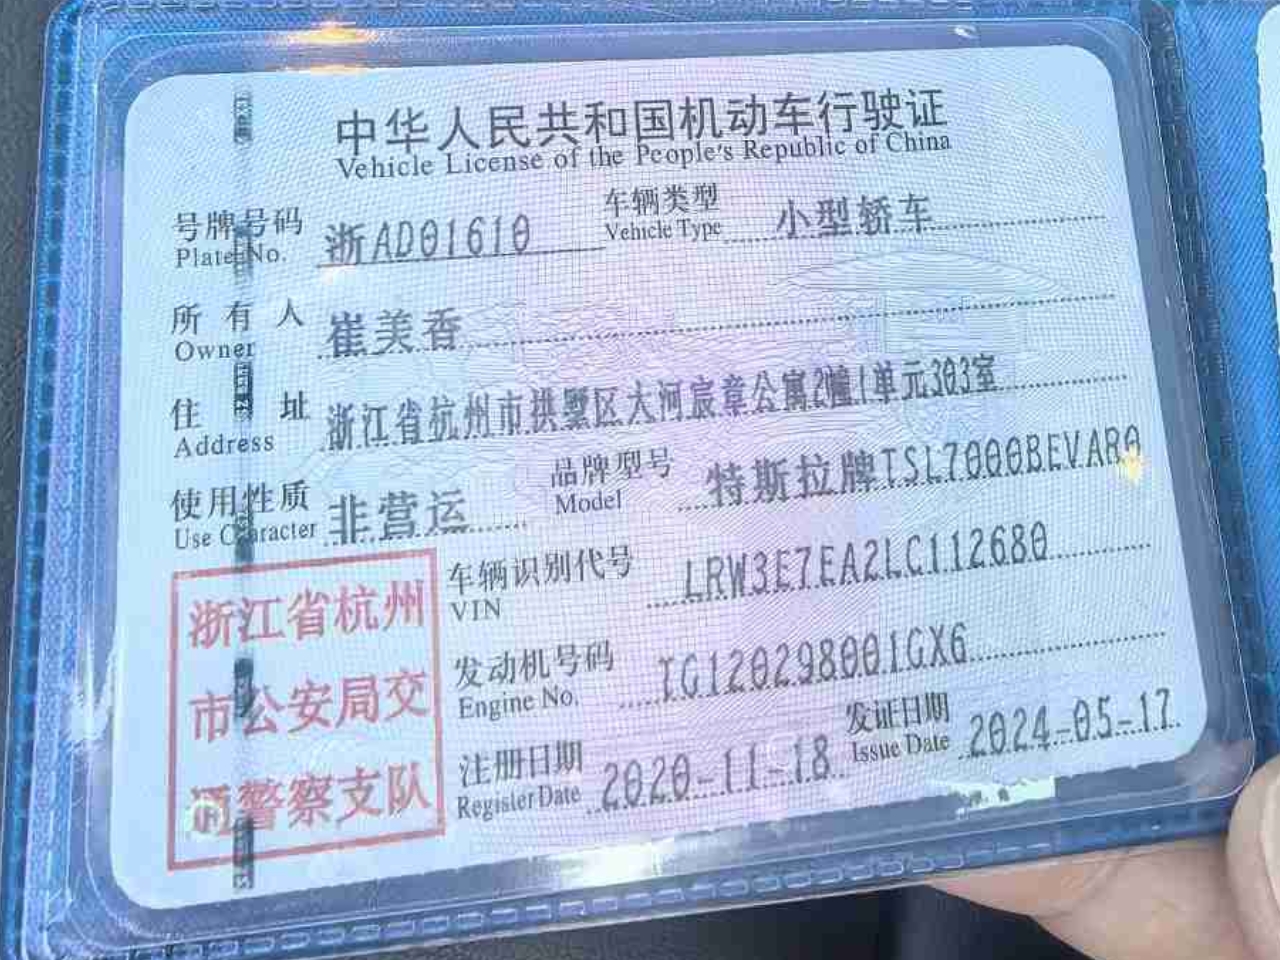 中华人民共和国机动车行驶证
Vehicle License of the People's Republic of China
号牌号码 浙AD01610 车辆类型 小型轿车
Plate No. Vehicle Type
所有人 崔美香
Owner
住址 浙江省杭州市拱墅区大河宸章公寓2幢1单元303室
Address
使用性质 非营运 品牌型号 特斯拉牌TSL7000BEVAR0
Use Character Model
浙江省杭州
市公安局交
通警察支队
车辆识别代号 LRW3E7EA2LC112680
VIN
发动机号码 TG120298001GX6
Engine No.
注册日期 2020-11-18 发证日期 2024-05-17
Register Date Issue Date